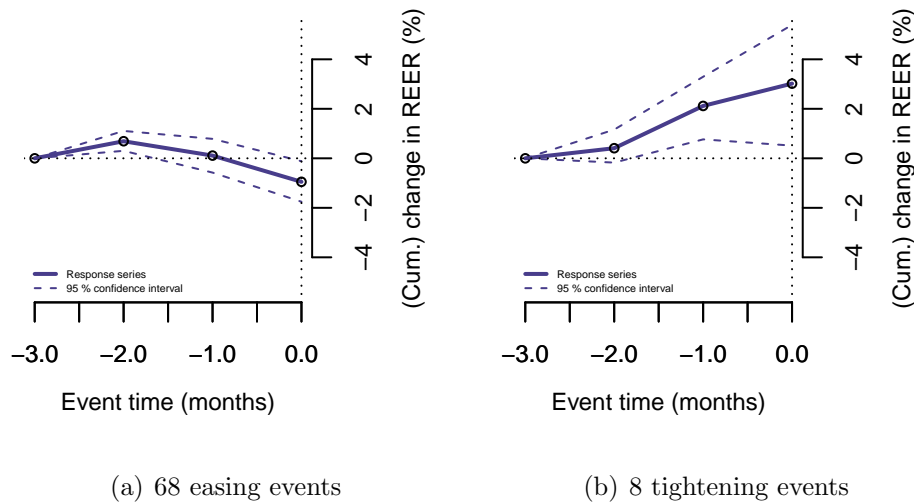 4
2
0
−2
−4
(Cum.) change in REER (%)
Response series
95 % confidence interval
−3.0
−2.0
−1.0
0.0
Event time (months)
(a) 68 easing events
4
2
0
−2
−4
(Cum.) change in REER (%)
Response series
95 % confidence interval
−3.0
−2.0
−1.0
0.0
Event time (months)
(b) 8 tightening events